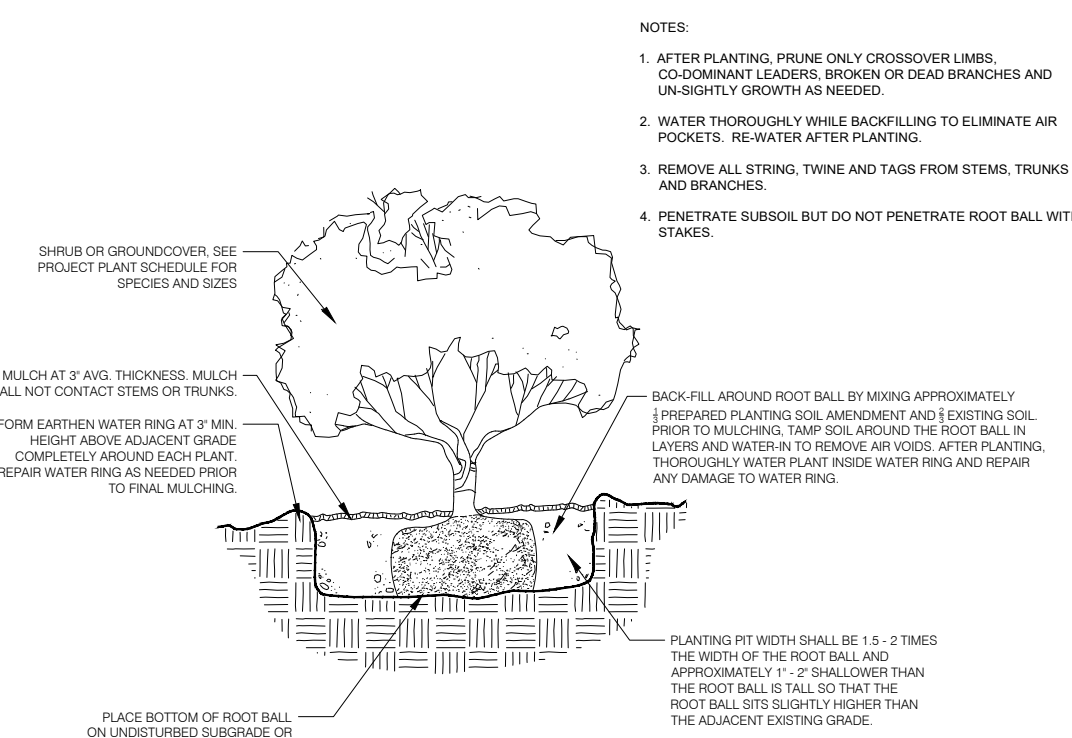 NOTES:
1. AFTER PLANTING, PRUNE ONLY CROSSOVER LIMBS,
CO-DOMINANT LEADERS, BROKEN OR DEAD BRANCHES AND
UN-SIGHTLY GROWTH AS NEEDED.
2. WATER THOROUGHLY WHILE BACKFILLING TO ELIMINATE AIR
POCKETS. RE-WATER AFTER PLANTING.
3. REMOVE ALL STRING, TWINE AND TAGS FROM STEMS, TRUNKS
AND BRANCHES.
4. PENETRATE SUBSOIL BUT DO NOT PENETRATE ROOT BALL
STAKES.
SHRUB OR GROUNDCOVER, SEE
PROJECT PLANT SCHEDULE FOR
SPECIES AND SIZES
MULCH AT 3" AVG. THICKNESS. MULCH
NOT CONTACT STEMS OR TRUNKS.
FORM EARTHEN WATER RING AT 3" MIN.
HEIGHT ABOVE ADJACENT GRADE
COMPLETELY AROUND EACH PLANT.
REPAIR WATER RING AS NEEDED PRIOR
TO FINAL MULCHING.
BACK-FILL AROUND ROOT BALL BY MIXING APPROXIMATELY
⅓ PREPARED PLANTING SOIL AMENDMENT AND ⅔ EXISTING SOIL.
PRIOR TO MULCHING, TAMP SOIL AROUND THE ROOT BALL IN
LAYERS AND WATER-IN TO REMOVE AIR VOIDS. AFTER PLANTING,
THOROUGHLY WATER PLANT INSIDE WATER RING AND REPAIR
ANY DAMAGE TO WATER RING.
PLANTING PIT WIDTH SHALL BE 1.5 - 2 TIMES
THE WIDTH OF THE ROOT BALL AND
APPROXIMATELY 1" - 2" SHALLOWER THAN
THE ROOT BALL IS TALL SO THAT THE
ROOT BALL SITS SLIGHTLY HIGHER THAN
THE ADJACENT EXISTING GRADE.
PLACE BOTTOM OF ROOT BALL
ON UNDISTURBED SUBGRADE OR